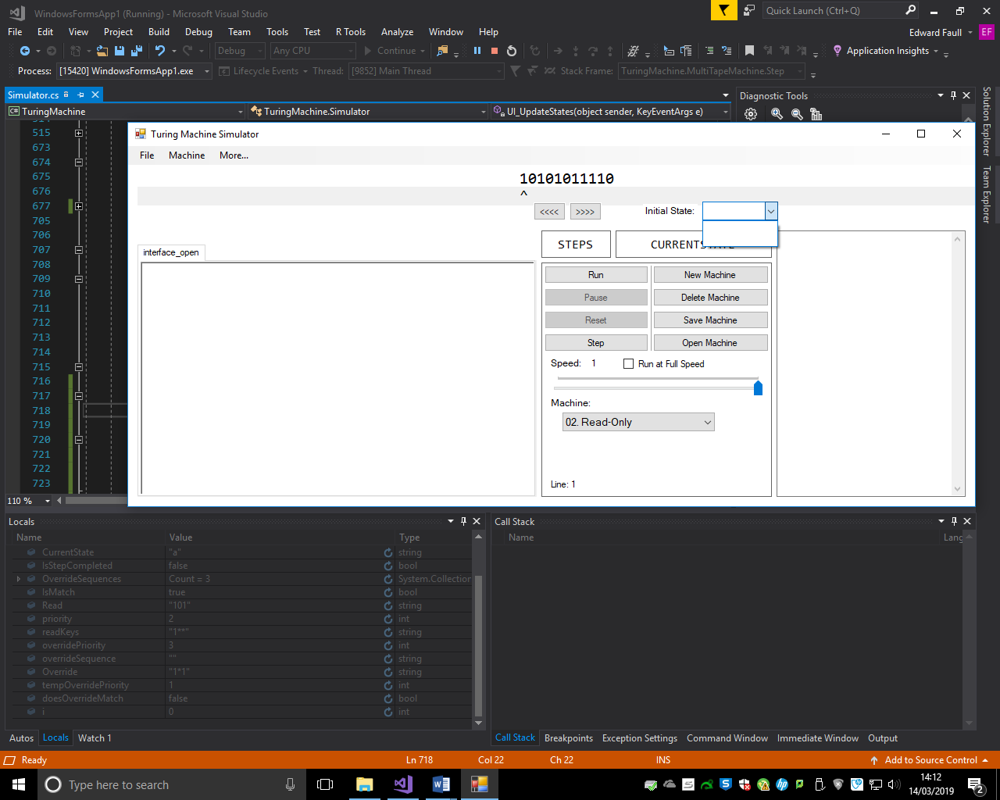 WindowsFormsApp1 (Running) - Microsoft Visual Studio
Quick Launch (Ctrl+Q)
File Edit View Project Build Debug Team Tools Test R Tools Analyze Window Help
Edward Faull EF
Debug Any CPU Continue Application Insights
Process: [15420] WindowsFormsApp1.exe Lifecycle Events Thread: [9852] Main Thread Stack Frame: TuringMachine.MultiTapeMachine.Step
Simulator.cs
Diagnostic Tools
C# TuringMachine TuringMachine.Simulator UI_UpdateStates(object sender, KeyEventArgs e)
Solution Explorer
Team Explorer
515
673
674
675
676
677
705
706
707
708
709
710
711
712
713
714
715
716
717
718
719
720
721
722
723
110 %
Turing Machine Simulator
File Machine More...
10101011110
^
<<<< >>>> Initial State:
STEPS CURRENTSTATE
interface_open
Run New Machine
Pause Delete Machine
Reset Save Machine
Step Open Machine
Speed: 1 Run at Full Speed
Machine:
02. Read-Only
Line: 1
Locals
Name Value Type
CurrentState "a" string
IsStepCompleted false bool
OverrideSequences Count = 3 System.Collection
IsMatch true bool
Read "101" string
priority 2 int
readKeys "1**" string
overridePriority 3 int
overrideSequence "" string
Override "1*1" string
tempOverridePriority 1 int
doesOverrideMatch false bool
i 0 int
Autos Locals Watch 1
Call Stack
Name Lang
Call Stack Breakpoints Exception Settings Command Window Immediate Window Output
Ready Ln 718 Col 22 Ch 22 INS Add to Source Control
Type here to search
14:12
14/03/2019
2